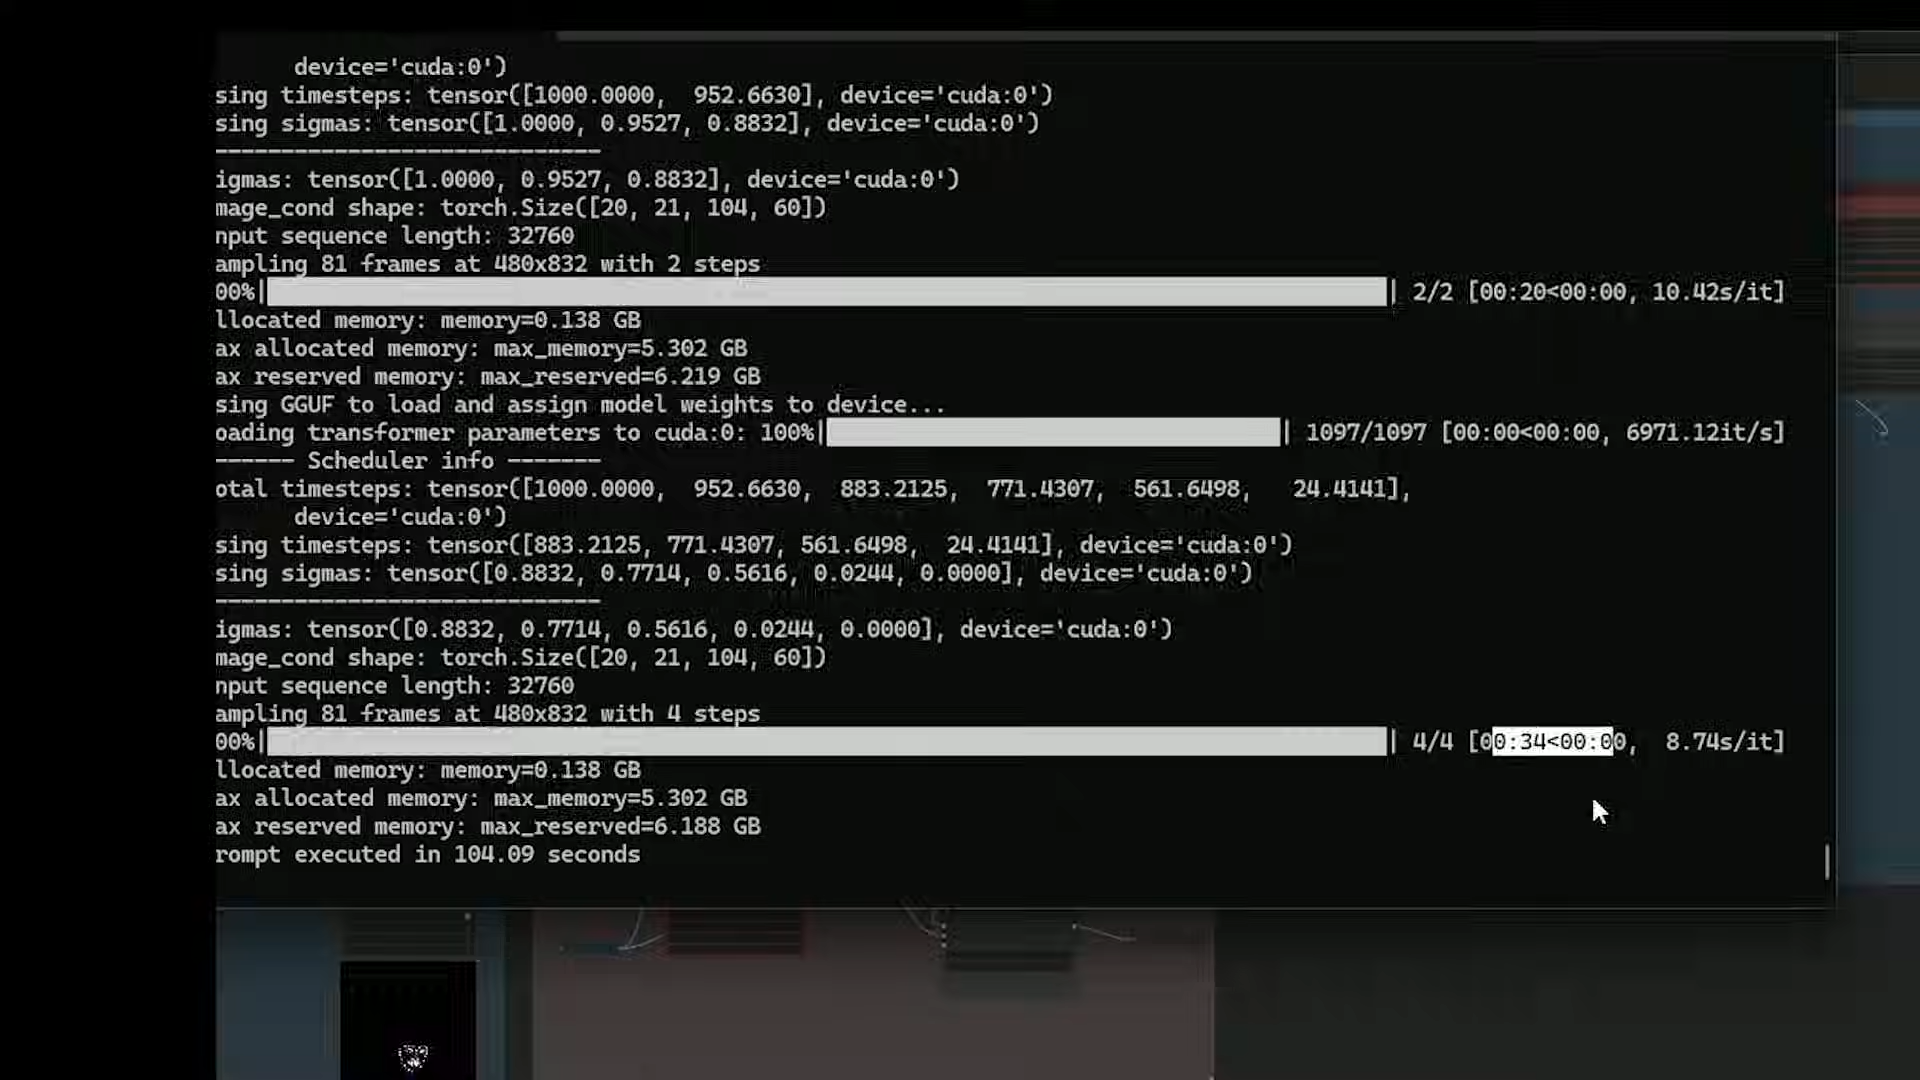 device='cuda:0')
sing timesteps: tensor([1000.0000,  952.6630], device='cuda:0')
sing sigmas: tensor([1.0000, 0.9527, 0.8832], device='cuda:0')
-----------------------------
igmas: tensor([1.0000, 0.9527, 0.8832], device='cuda:0')
mage_cond shape: torch.Size([20, 21, 104, 60])
nput sequence length: 32760
ampling 81 frames at 480x832 with 2 steps
00%| | 2/2 [00:20<00:00, 10.42s/it]
llocated memory: memory=0.138 GB
ax allocated memory: max_memory=5.302 GB
ax reserved memory: max_reserved=6.219 GB
sing GGUF to load and assign model weights to device...
oading transformer parameters to cuda:0: 100%| | 1097/1097 [00:00<00:00, 6971.12it/s]
------ Scheduler info -------
otal timesteps: tensor([1000.0000,  952.6630,  883.2125,  771.4307,  561.6498,   24.4141],
device='cuda:0')
sing timesteps: tensor([883.2125, 771.4307, 561.6498,  24.4141], device='cuda:0')
sing sigmas: tensor([0.8832, 0.7714, 0.5616, 0.0244, 0.0000], device='cuda:0')
-----------------------------
igmas: tensor([0.8832, 0.7714, 0.5616, 0.0244, 0.0000], device='cuda:0')
mage_cond shape: torch.Size([20, 21, 104, 60])
nput sequence length: 32760
ampling 81 frames at 480x832 with 4 steps
00%| | 4/4 [00:34<00:00,  8.74s/it]
llocated memory: memory=0.138 GB
ax allocated memory: max_memory=5.302 GB
ax reserved memory: max_reserved=6.188 GB
rompt executed in 104.09 seconds